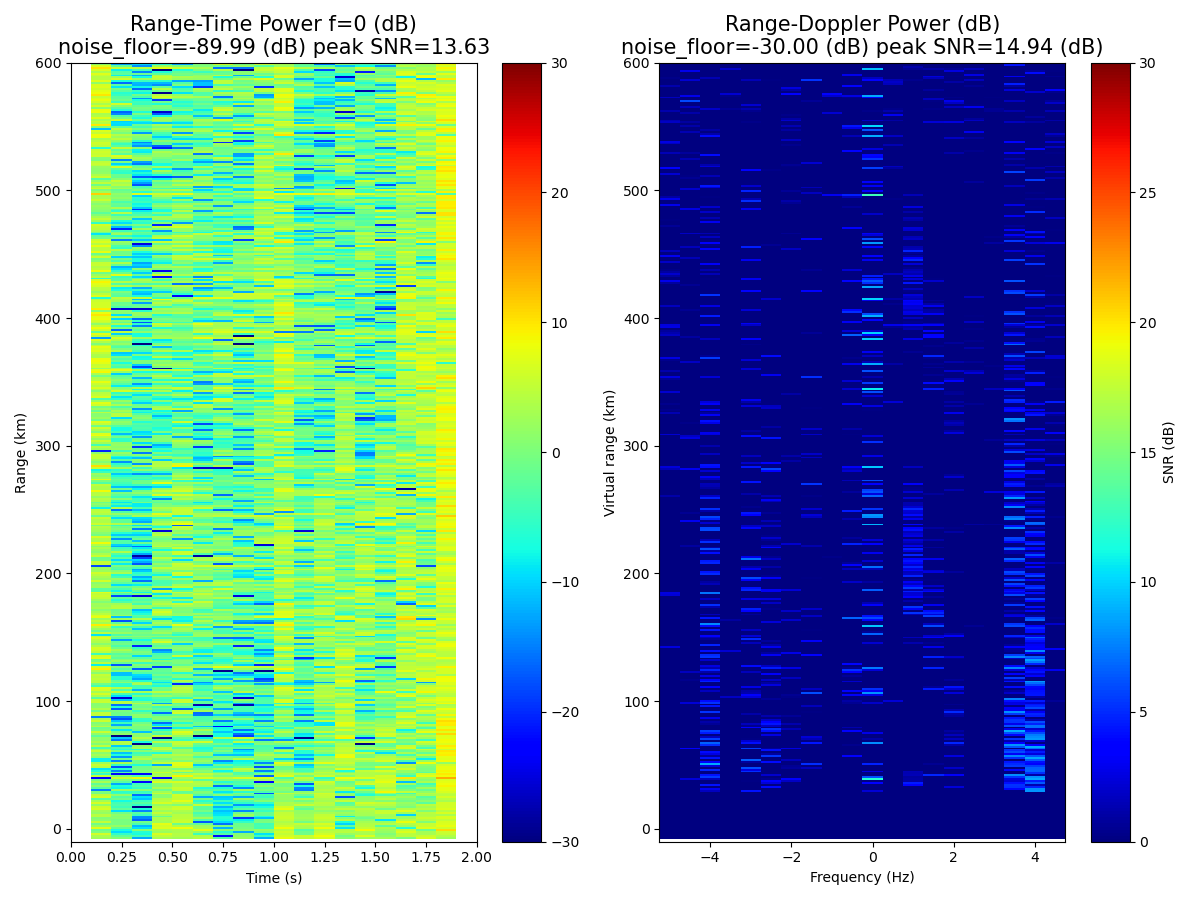 Range-Time Power f=0 (dB)
noise_floor=-89.99 (dB) peak SNR=13.63
600
500
400
300
200
100
0
Range (km)
0.00 0.25 0.50 0.75 1.00 1.25 1.50 1.75 2.00
Time (s)
30
20
10
0
−10
−20
−30
Range-Doppler Power (dB)
noise_floor=-30.00 (dB) peak SNR=14.94 (dB)
600
500
400
300
200
100
0
Virtual range (km)
−4 −2 0 2 4
Frequency (Hz)
30
25
20
15
10
5
0
SNR (dB)